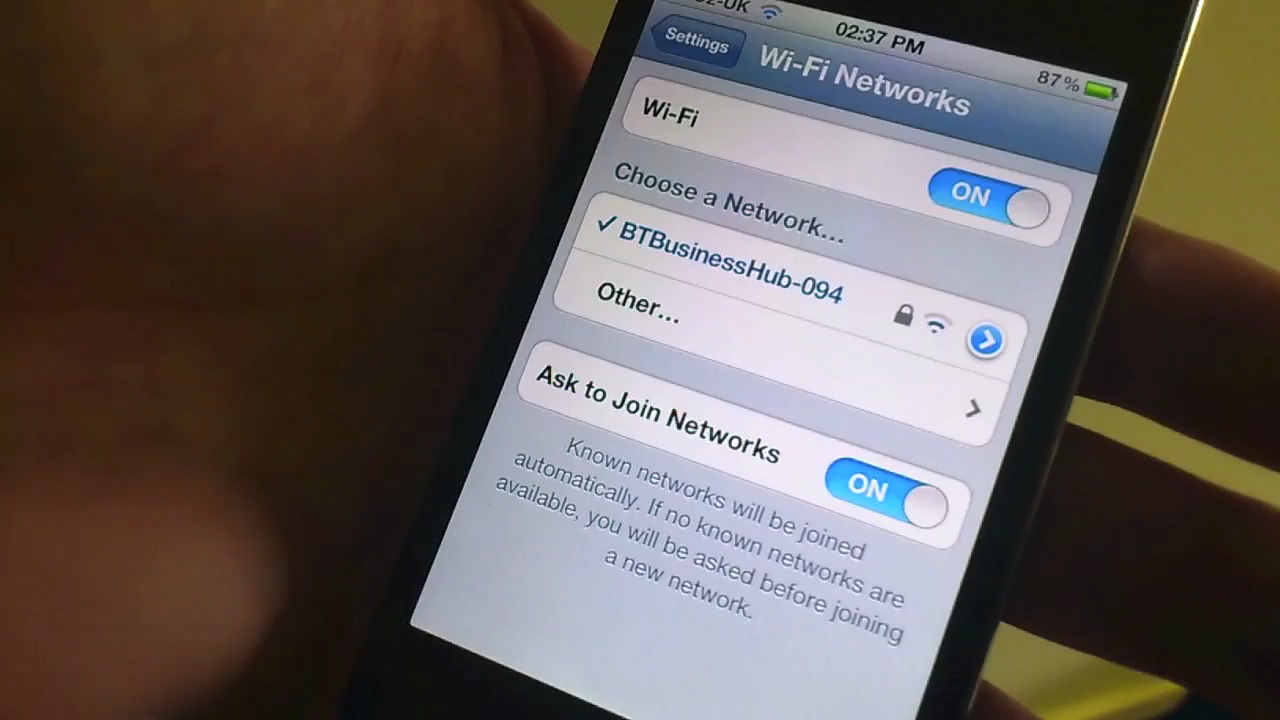 O2-UK 02:37 PM 87%
Settings Wi-Fi Networks
Wi-Fi ON
Choose a Network...
✓ BTBusinessHub-094
Other...
Ask to Join Networks ON
Known networks will be joined
automatically. If no known networks are
available, you will be asked before joining
a new network.